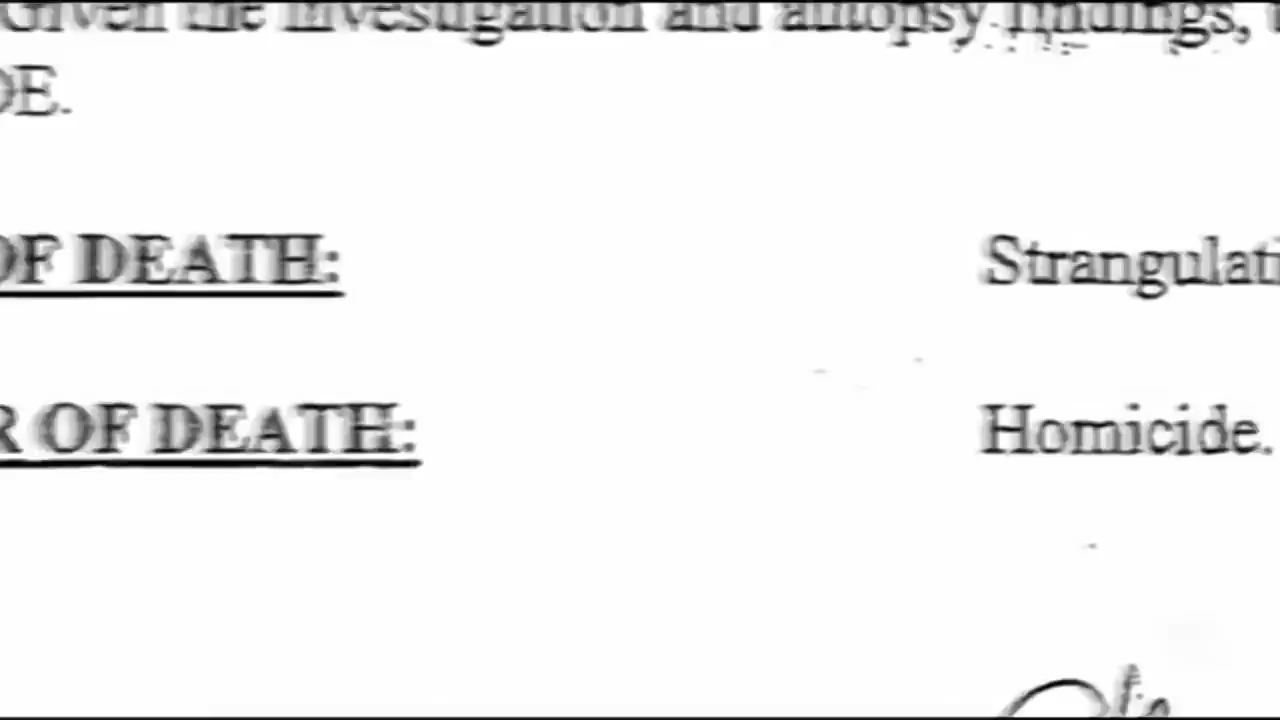 Given the investigation and autopsy findings,
DE.
OF DEATH: Strangulati
R OF DEATH: Homicide.